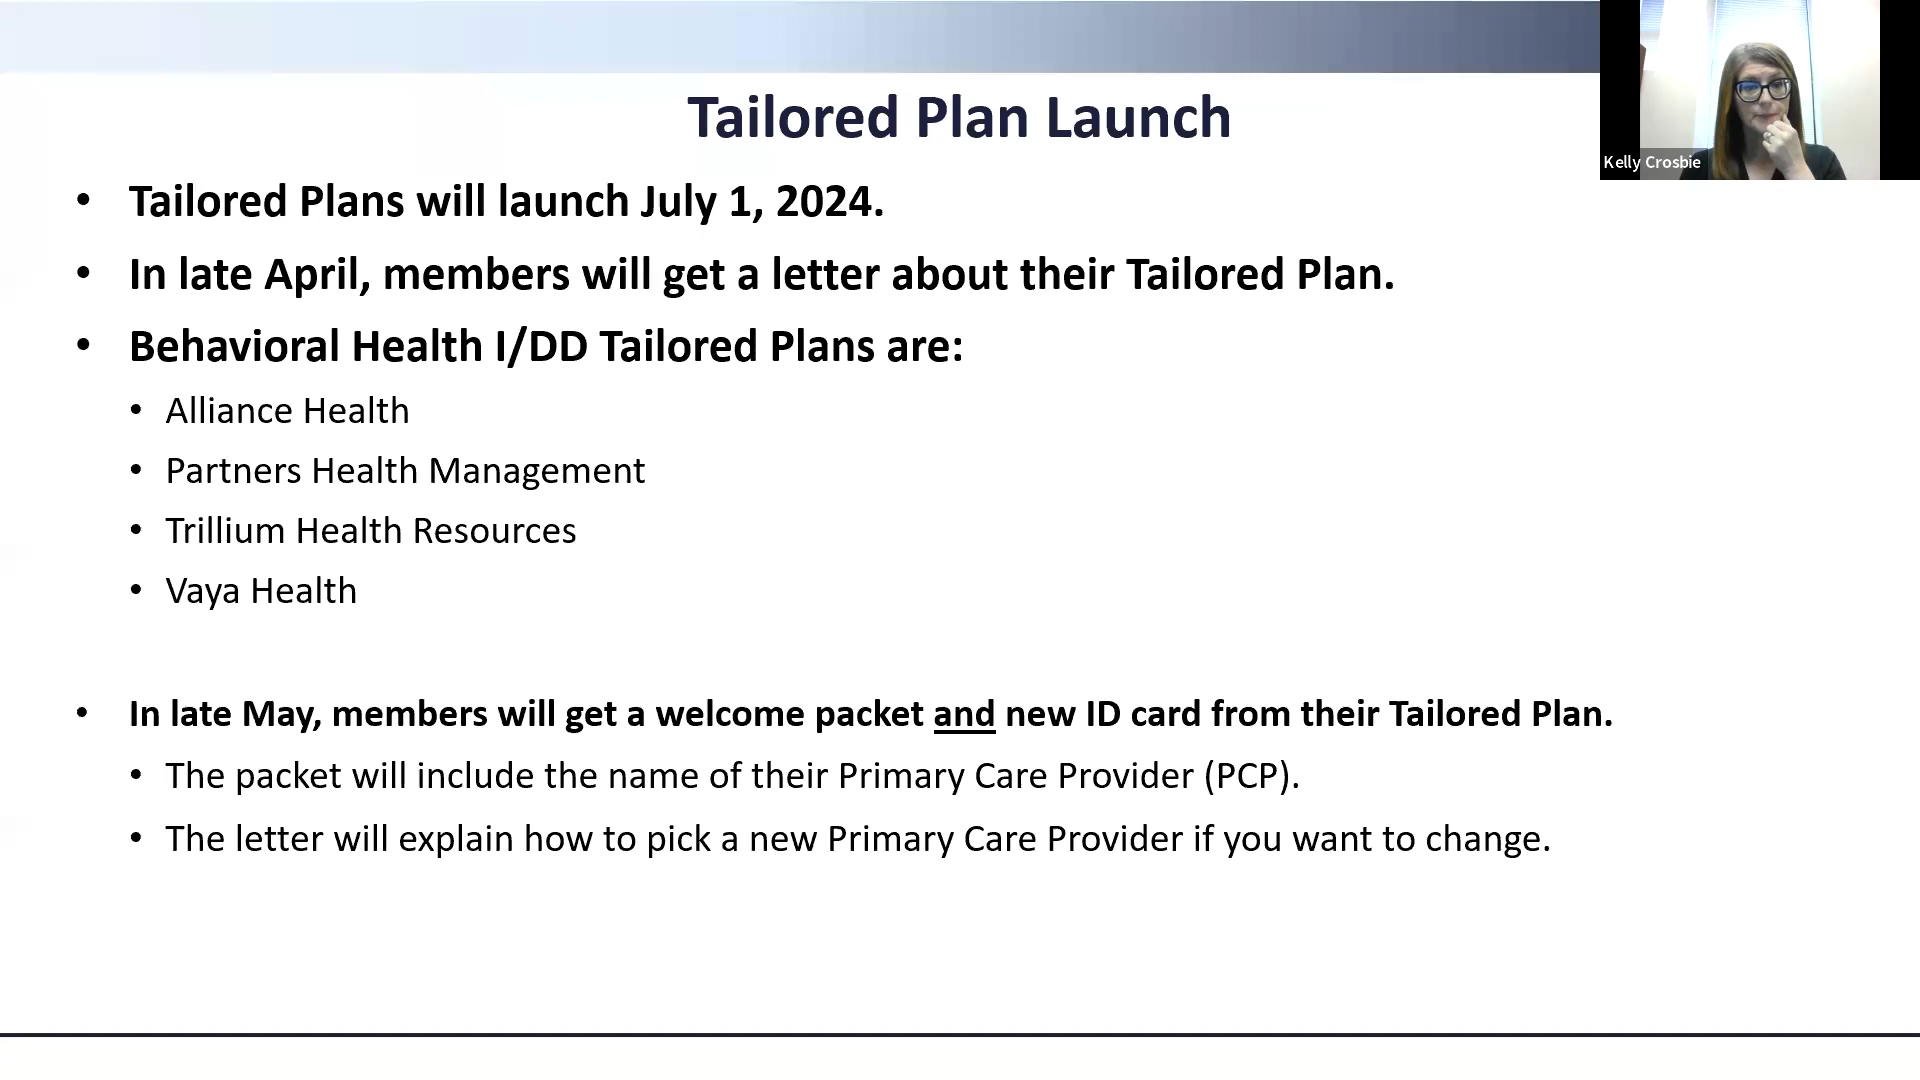 Tailored Plan Launch
Kelly Crosbie
• Tailored Plans will launch July 1, 2024.
• In late April, members will get a letter about their Tailored Plan.
• Behavioral Health I/DD Tailored Plans are:
• Alliance Health
• Partners Health Management
• Trillium Health Resources
• Vaya Health
• In late May, members will get a welcome packet and new ID card from their Tailored Plan.
• The packet will include the name of their Primary Care Provider (PCP).
• The letter will explain how to pick a new Primary Care Provider if you want to change.